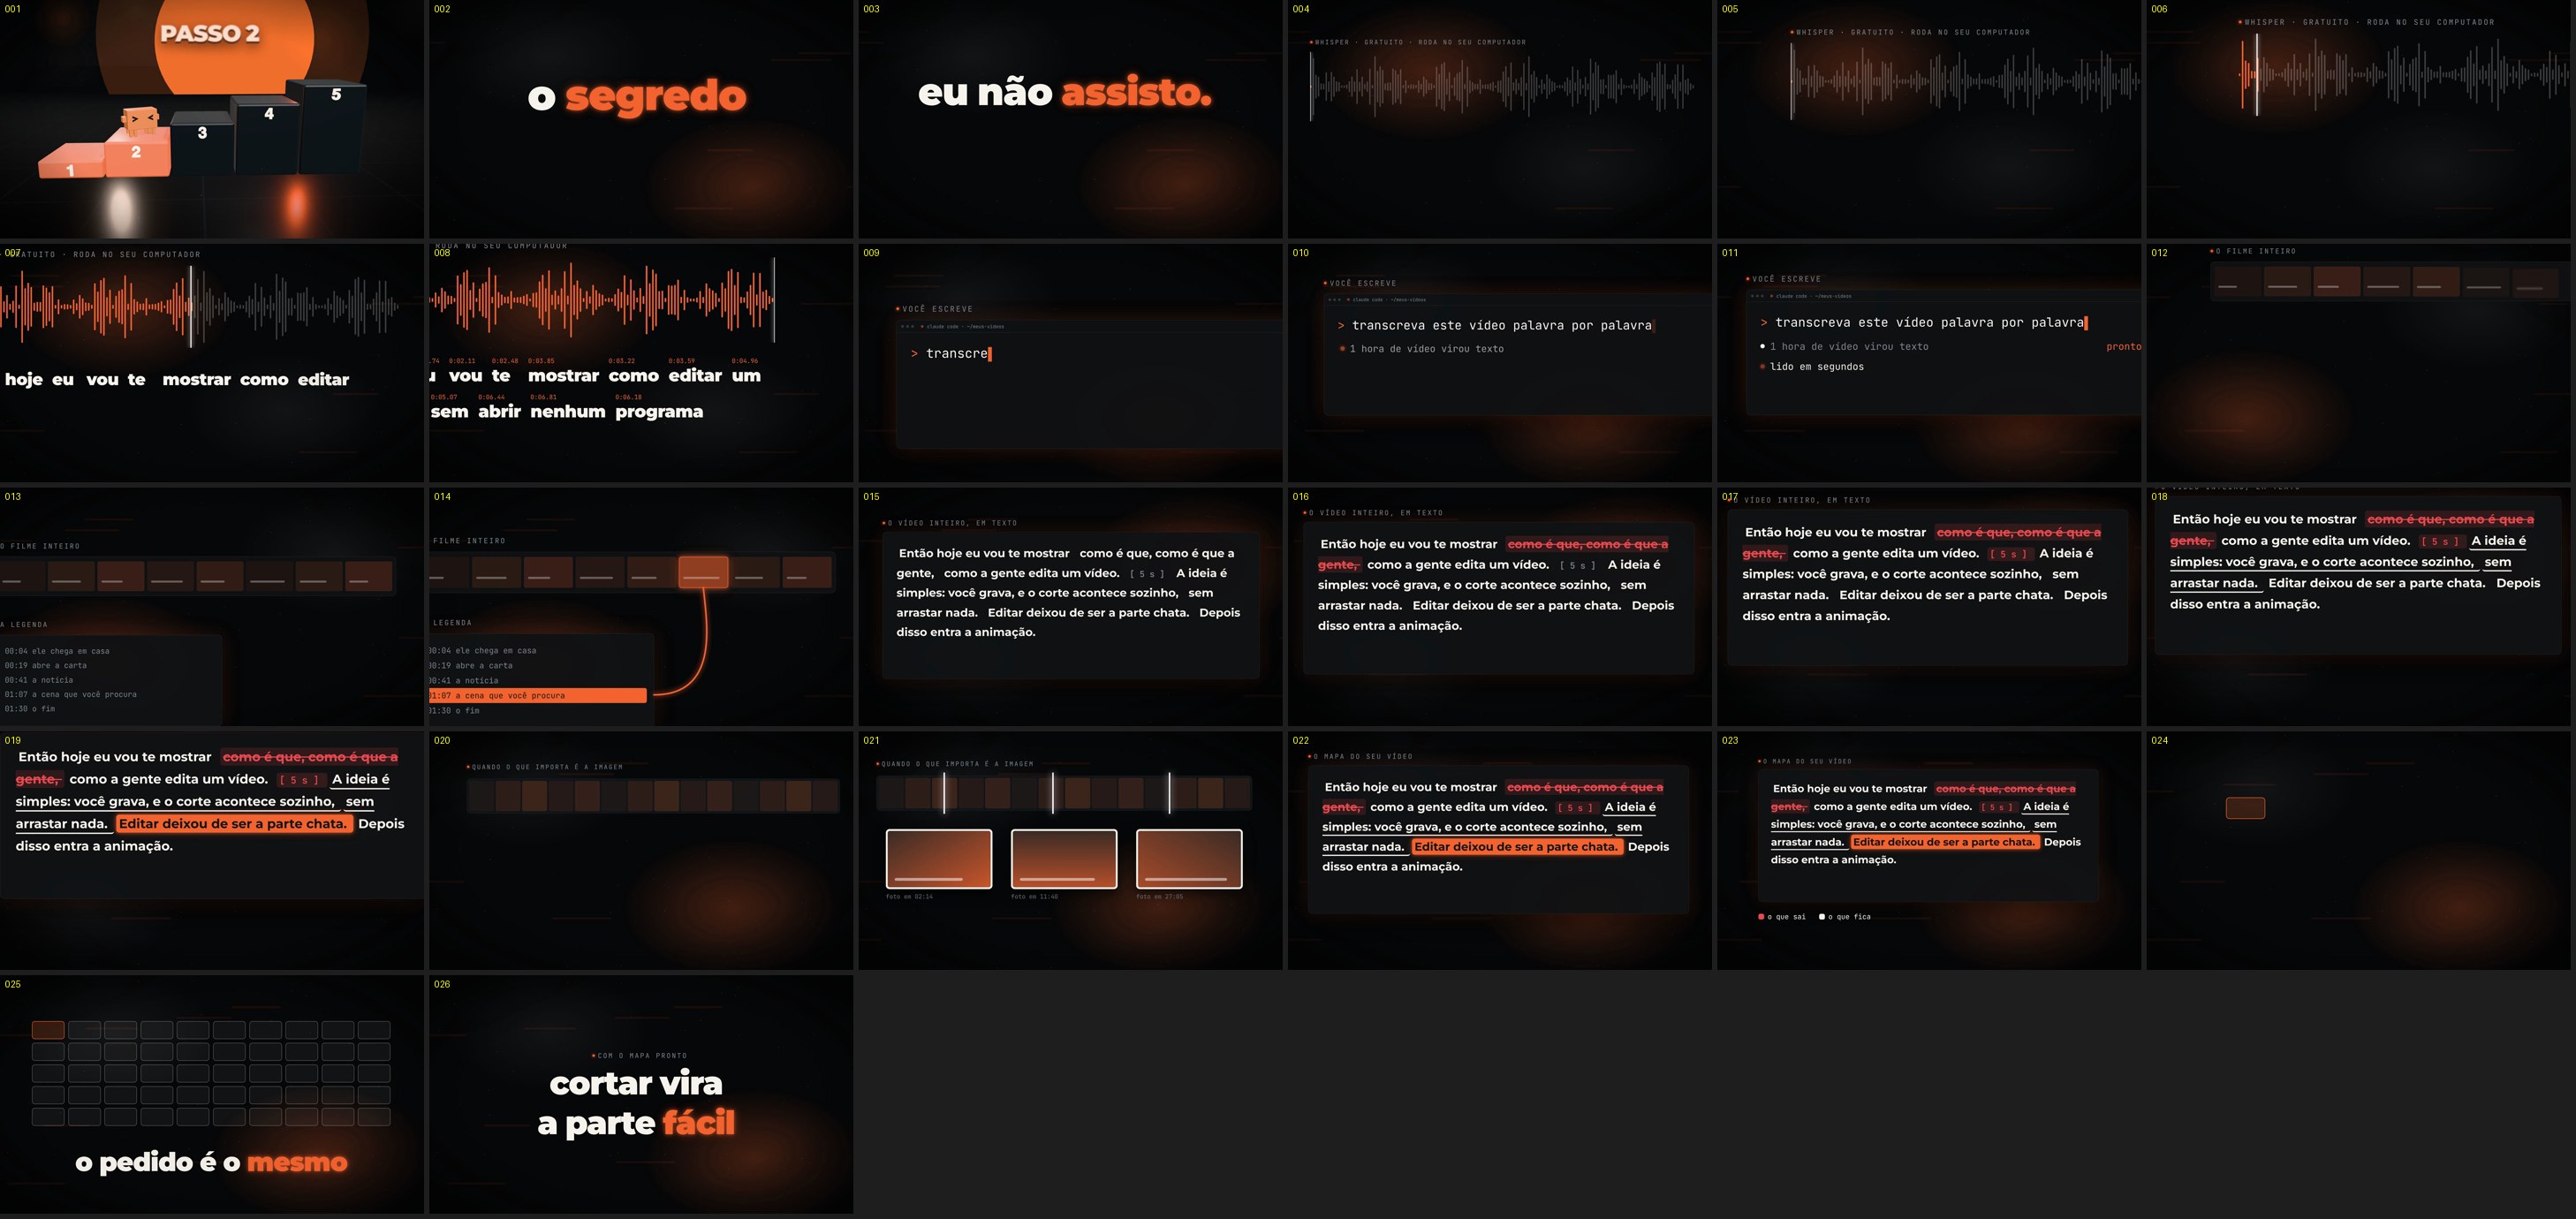 001
PASSO 2
1
2
3
4
5
002
o segredo
003
eu não assisto.
004
WHISPER · GRATUITO · RODA NO SEU COMPUTADOR
005
WHISPER · GRATUITO · RODA NO SEU COMPUTADOR
006
WHISPER · GRATUITO · RODA NO SEU COMPUTADOR
007
GRATUITO · RODA NO SEU COMPUTADOR
hoje eu vou te mostrar como editar
008
RODA NO SEU COMPUTADOR
.74 0:02.11 0:02.48 0:03.85 0:03.22 0:03.59 0:04.96
vou te mostrar como editar um
0:05.07 0:06.44 0:06.81 0:06.18
sem abrir nenhum programa
009
VOCÊ ESCREVE
claude code · ~/meus-videos
> transcre
010
VOCÊ ESCREVE
claude code · ~/meus-videos
> transcreva este vídeo palavra por palavra
1 hora de vídeo virou texto
011
VOCÊ ESCREVE
claude code · ~/meus-videos
> transcreva este vídeo palavra por palavra
1 hora de vídeo virou texto pronto
lido em segundos
012
O FILME INTEIRO
013
O FILME INTEIRO
A LEGENDA
00:04 ele chega em casa
00:19 abre a carta
00:41 a notícia
01:07 a cena que você procura
01:30 o fim
014
FILME INTEIRO
LEGENDA
00:04 ele chega em casa
00:19 abre a carta
00:41 a notícia
01:07 a cena que você procura
01:30 o fim
015
O VÍDEO INTEIRO, EM TEXTO
Então hoje eu vou te mostrar como é que, como é que a
gente, como a gente edita um vídeo. [ 5 s ] A ideia é
simples: você grava, e o corte acontece sozinho, sem
arrastar nada. Editar deixou de ser a parte chata. Depois
disso entra a animação.
016
O VÍDEO INTEIRO, EM TEXTO
Então hoje eu vou te mostrar como é que, como é que a
gente, como a gente edita um vídeo. [ 5 s ] A ideia é
simples: você grava, e o corte acontece sozinho, sem
arrastar nada. Editar deixou de ser a parte chata. Depois
disso entra a animação.
017
O VÍDEO INTEIRO, EM TEXTO
Então hoje eu vou te mostrar como é que, como é que a
gente, como a gente edita um vídeo. [ 5 s ] A ideia é
simples: você grava, e o corte acontece sozinho, sem
arrastar nada. Editar deixou de ser a parte chata. Depois
disso entra a animação.
018
Então hoje eu vou te mostrar como é que, como é que a
gente, como a gente edita um vídeo. [ 5 s ] A ideia é
simples: você grava, e o corte acontece sozinho, sem
arrastar nada. Editar deixou de ser a parte chata. Depois
disso entra a animação.
019
Então hoje eu vou te mostrar como é que, como é que a
gente, como a gente edita um vídeo. [ 5 s ] A ideia é
simples: você grava, e o corte acontece sozinho, sem
arrastar nada. Editar deixou de ser a parte chata. Depois
disso entra a animação.
020
QUANDO O QUE IMPORTA É A IMAGEM
021
QUANDO O QUE IMPORTA É A IMAGEM
foto em 02:14 foto em 11:48 foto em 27:05
022
O MAPA DO SEU VÍDEO
Então hoje eu vou te mostrar como é que, como é que a
gente, como a gente edita um vídeo. [ 5 s ] A ideia é
simples: você grava, e o corte acontece sozinho, sem
arrastar nada. Editar deixou de ser a parte chata. Depois
disso entra a animação.
023
O MAPA DO SEU VÍDEO
Então hoje eu vou te mostrar como é que, como é que a
gente, como a gente edita um vídeo. [ 5 s ] A ideia é
simples: você grava, e o corte acontece sozinho, sem
arrastar nada. Editar deixou de ser a parte chata. Depois
disso entra a animação.
o que sai o que fica
024
025
o pedido é o mesmo
026
COM O MAPA PRONTO
cortar vira
a parte fácil